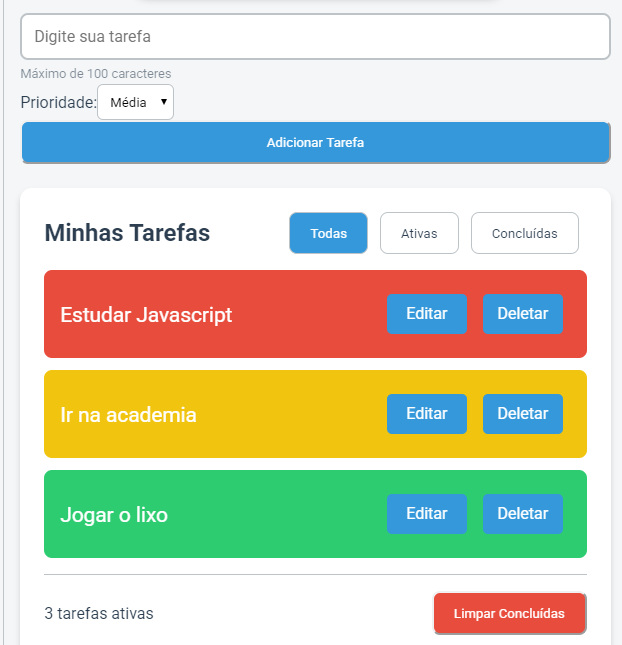 Digite sua tarefa
Máximo de 100 caracteres
Prioridade: Média
Adicionar Tarefa
Minhas Tarefas Todas Ativas Concluídas
Estudar Javascript Editar Deletar
Ir na academia Editar Deletar
Jogar o lixo Editar Deletar
3 tarefas ativas Limpar Concluídas